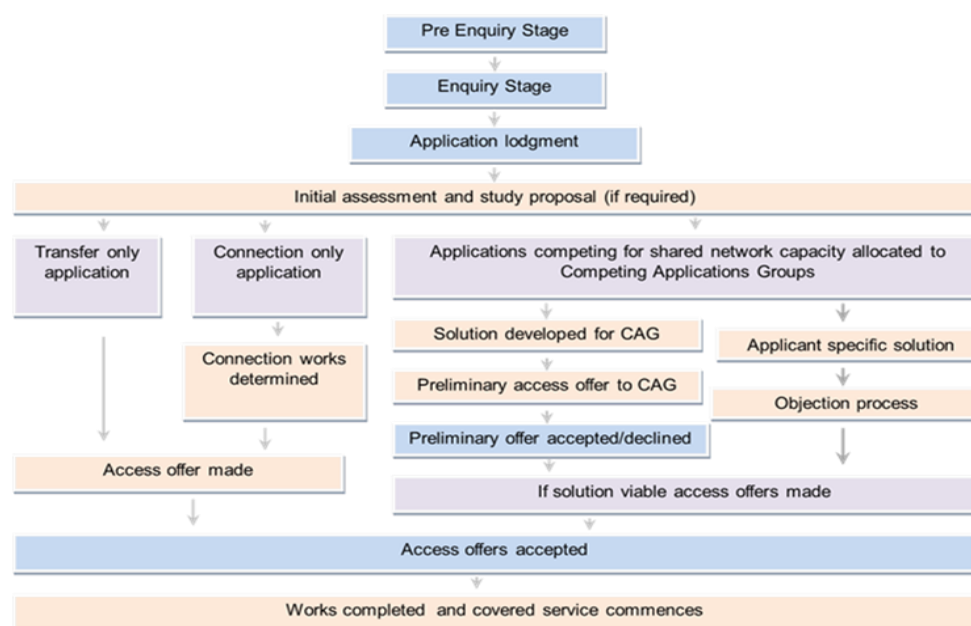 Pre Enquiry Stage
Enquiry Stage
Application lodgment
Initial assessment and study proposal (if required)
Transfer only
application
Connection only
application
Applications competing for shared network capacity allocated to
Competing Applications Groups
Solution developed for CAG
Applicant specific solution
Connection works
determined
Preliminary access offer to CAG
Objection process
Preliminary offer accepted/declined
Access offer made
If solution viable access offers made
Access offers accepted
Works completed and covered service commences